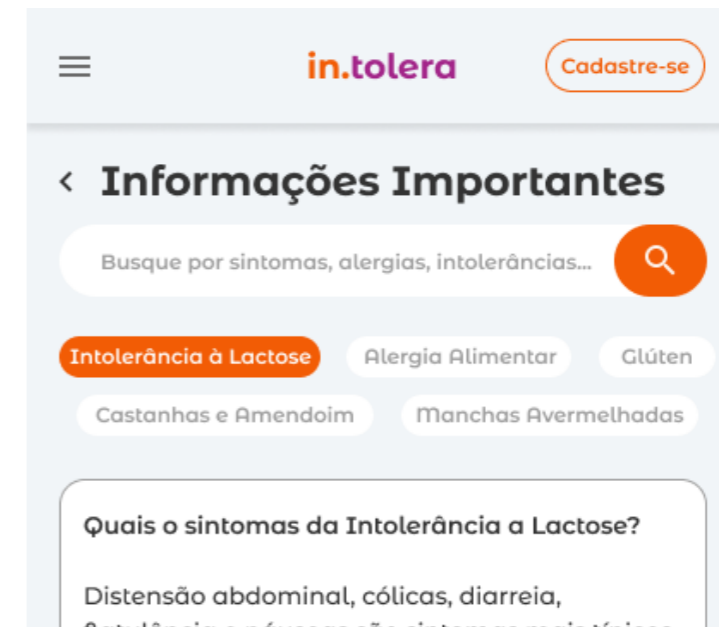 in.tolera
Cadastre-se
Informações Importantes
Busque por sintomas, alergias, intolerâncias...
Intolerância à Lactose Alergia Alimentar Glúten
Castanhas e Amendoim Manchas Avermelhadas
Quais o sintomas da Intolerância a Lactose?
Distensão abdominal, cólicas, diarreia,